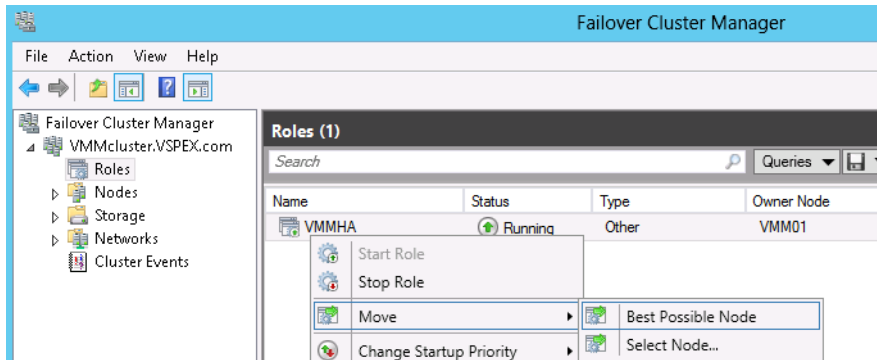 Failover Cluster Manager
File Action View Help
Failover Cluster Manager
VMMcluster.VSPEX.com
Roles
Nodes
Storage
Networks
Cluster Events
Roles (1)
Search
Queries
Name Status Type Owner Node
VMMHA Running Other VMM01
Start Role
Stop Role
Move
Change Startup Priority
Best Possible Node
Select Node...